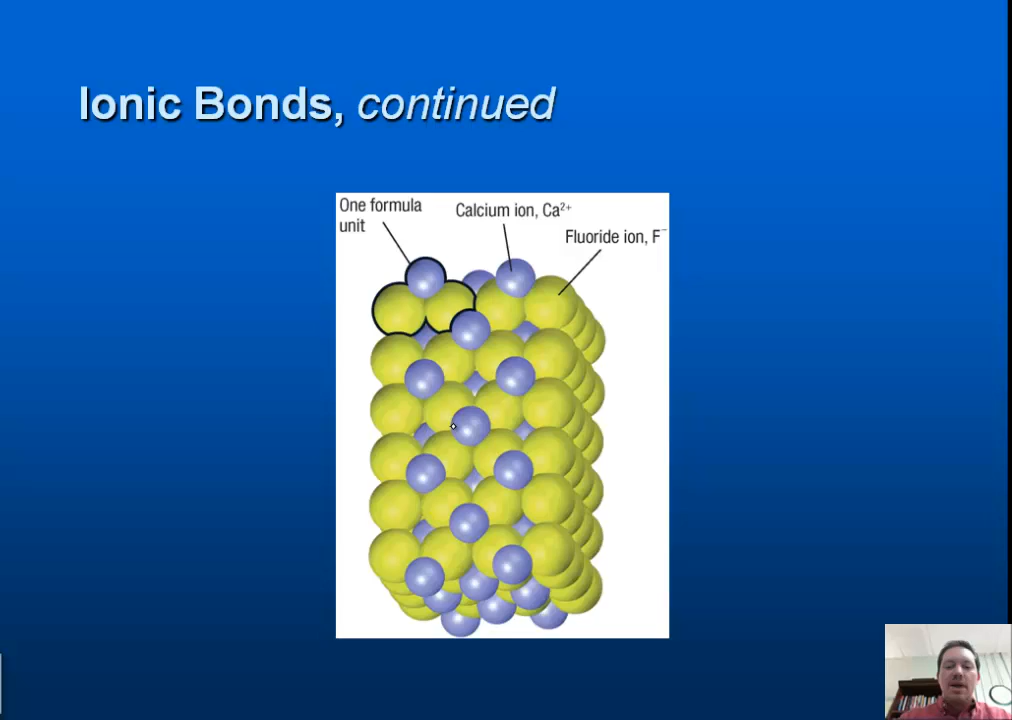 Ionic Bonds, continued
One formula
unit
Calcium ion, Ca²⁺
Fluoride ion, F⁻